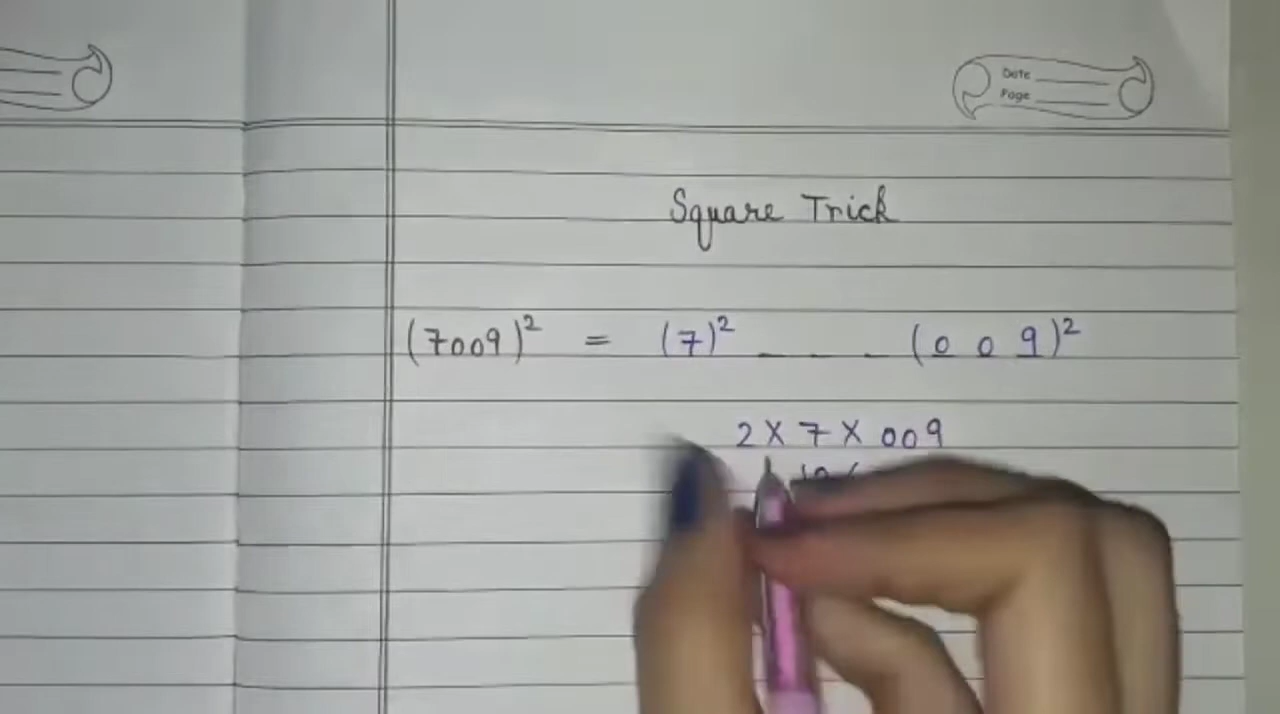 Date
Page
Square Trick
(7009)² = (7)² _ _ _ (0 0 9)²
2 × 7 × 009